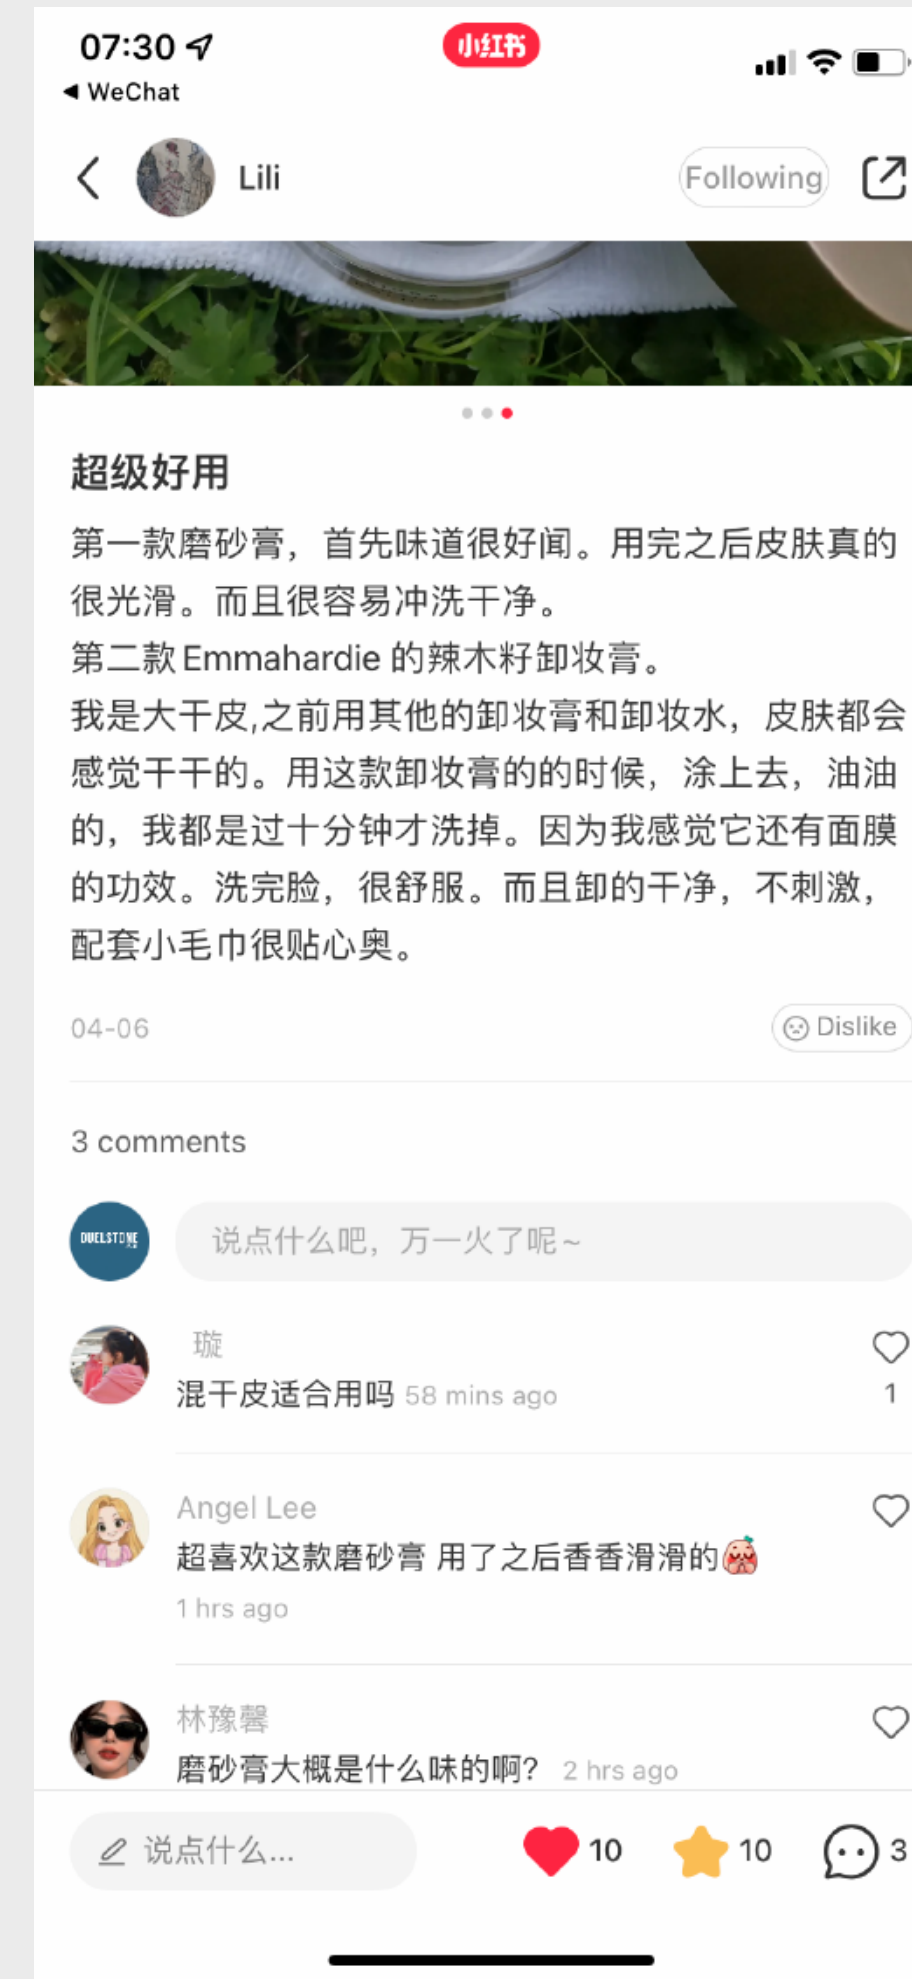 07:30
小红书
◀ WeChat
Lili
Following
超级好用
第一款磨砂膏，首先味道很好闻。用完之后皮肤真的
很光滑。而且很容易冲洗干净。
第二款Emmahardie 的辣木籽卸妆膏。
我是大干皮,之前用其他的卸妆膏和卸妆水，皮肤都会
感觉干干的。用这款卸妆膏的的时候，涂上去，油油
的，我都是过十分钟才洗掉。因为我感觉它还有面膜
的功效。洗完脸，很舒服。而且卸的干净，不刺激，
配套小毛巾很贴心奥。
04-06
Dislike
3 comments
DUELSTONE
说点什么吧，万一火了呢~
璇
混干皮适合用吗 58 mins ago
1
Angel Lee
超喜欢这款磨砂膏 用了之后香香滑滑的
1 hrs ago
林豫馨
磨砂膏大概是什么味的啊? 2 hrs ago
说点什么...
10
10
3